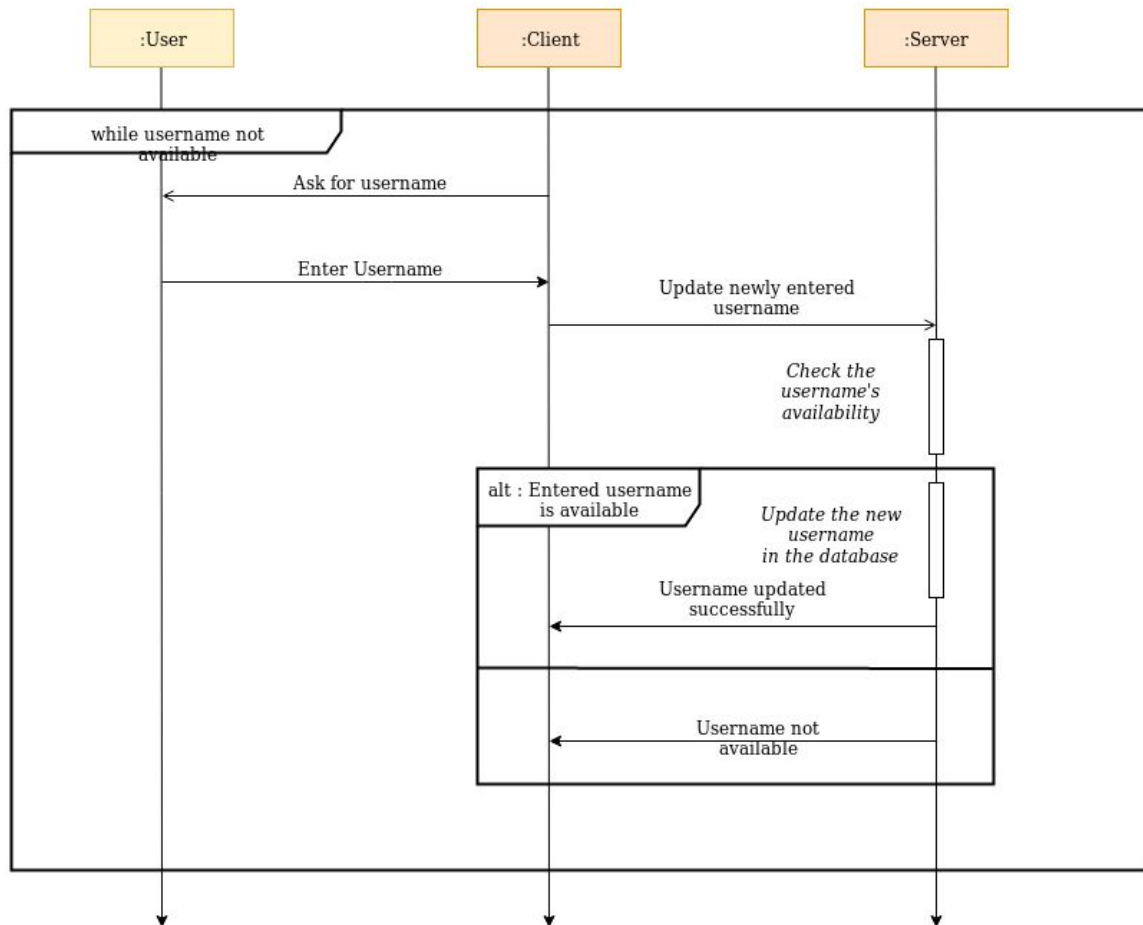 :User
:Client
:Server
while username not
available
Ask for username
Enter Username
Update newly entered
username
Check the
username's
availability
alt : Entered username
is available
Update the new
username
in the database
Username updated
successfully
Username not
available